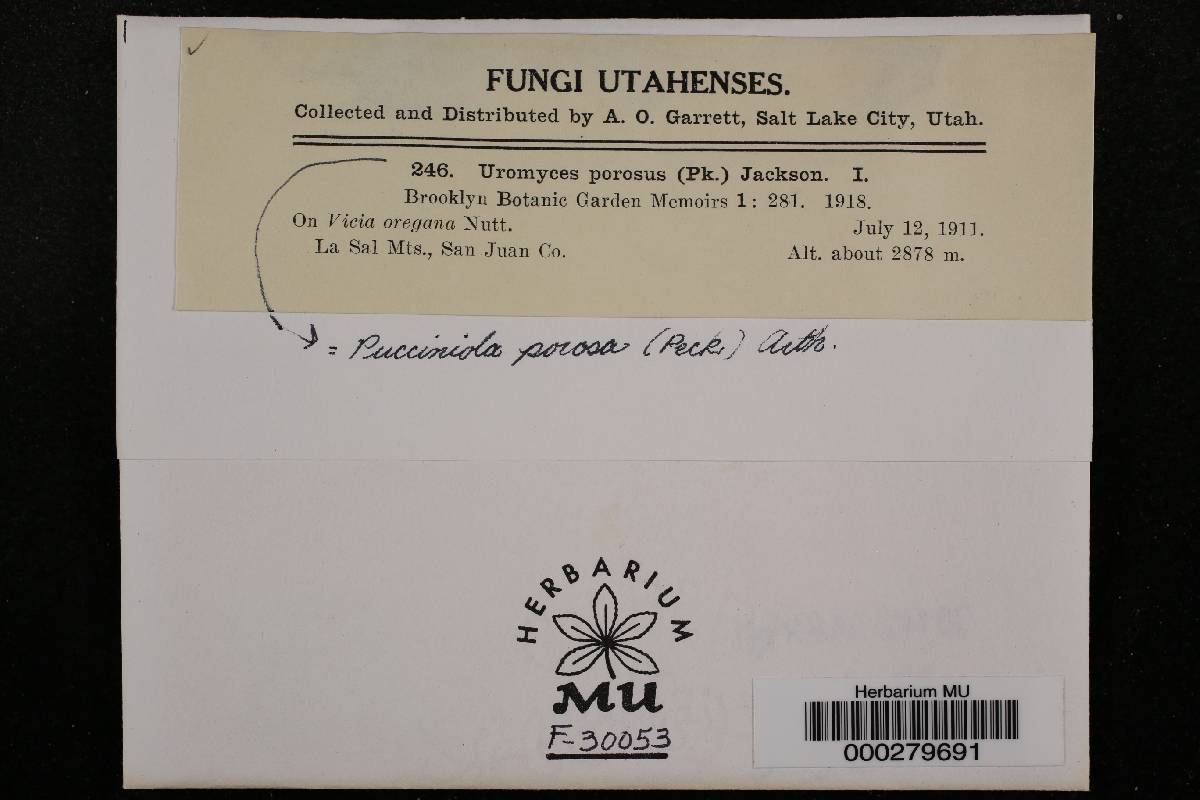 FUNGI UTAHENSES.
Collected and Distributed by A. O. Garrett, Salt Lake City, Utah.
246. Uromyces porosus (Pk.) Jackson. I.
Brooklyn Botanic Garden Memoirs 1: 281. 1918.
On Vicia oregana Nutt. July 12, 1911.
La Sal Mts., San Juan Co. Alt. about 2878 m.
= Pucciniola porosa (Peck) Arth.
HERBARIUM
MU
F-30053
Herbarium MU
000279691